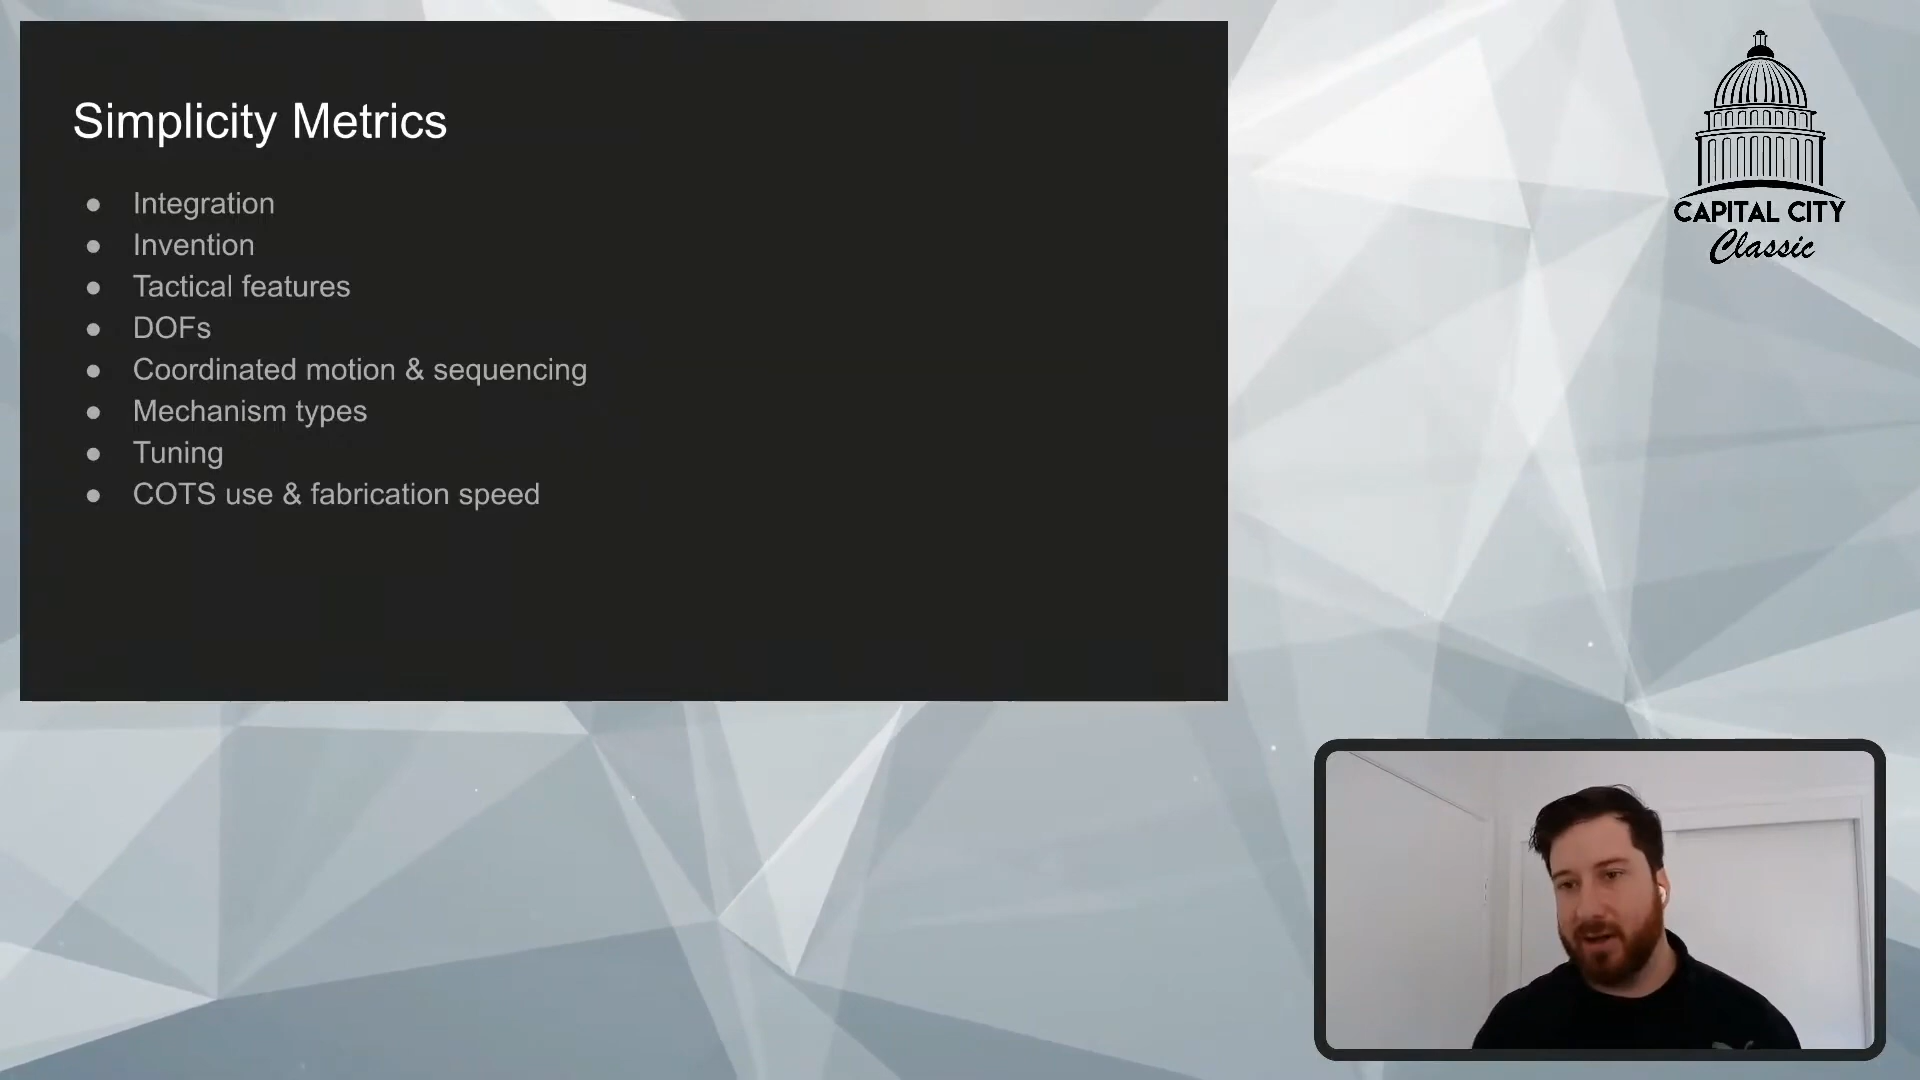 Simplicity Metrics
● Integration
● Invention
● Tactical features
● DOFs
● Coordinated motion & sequencing
● Mechanism types
● Tuning
● COTS use & fabrication speed
CAPITAL CITY
Classic